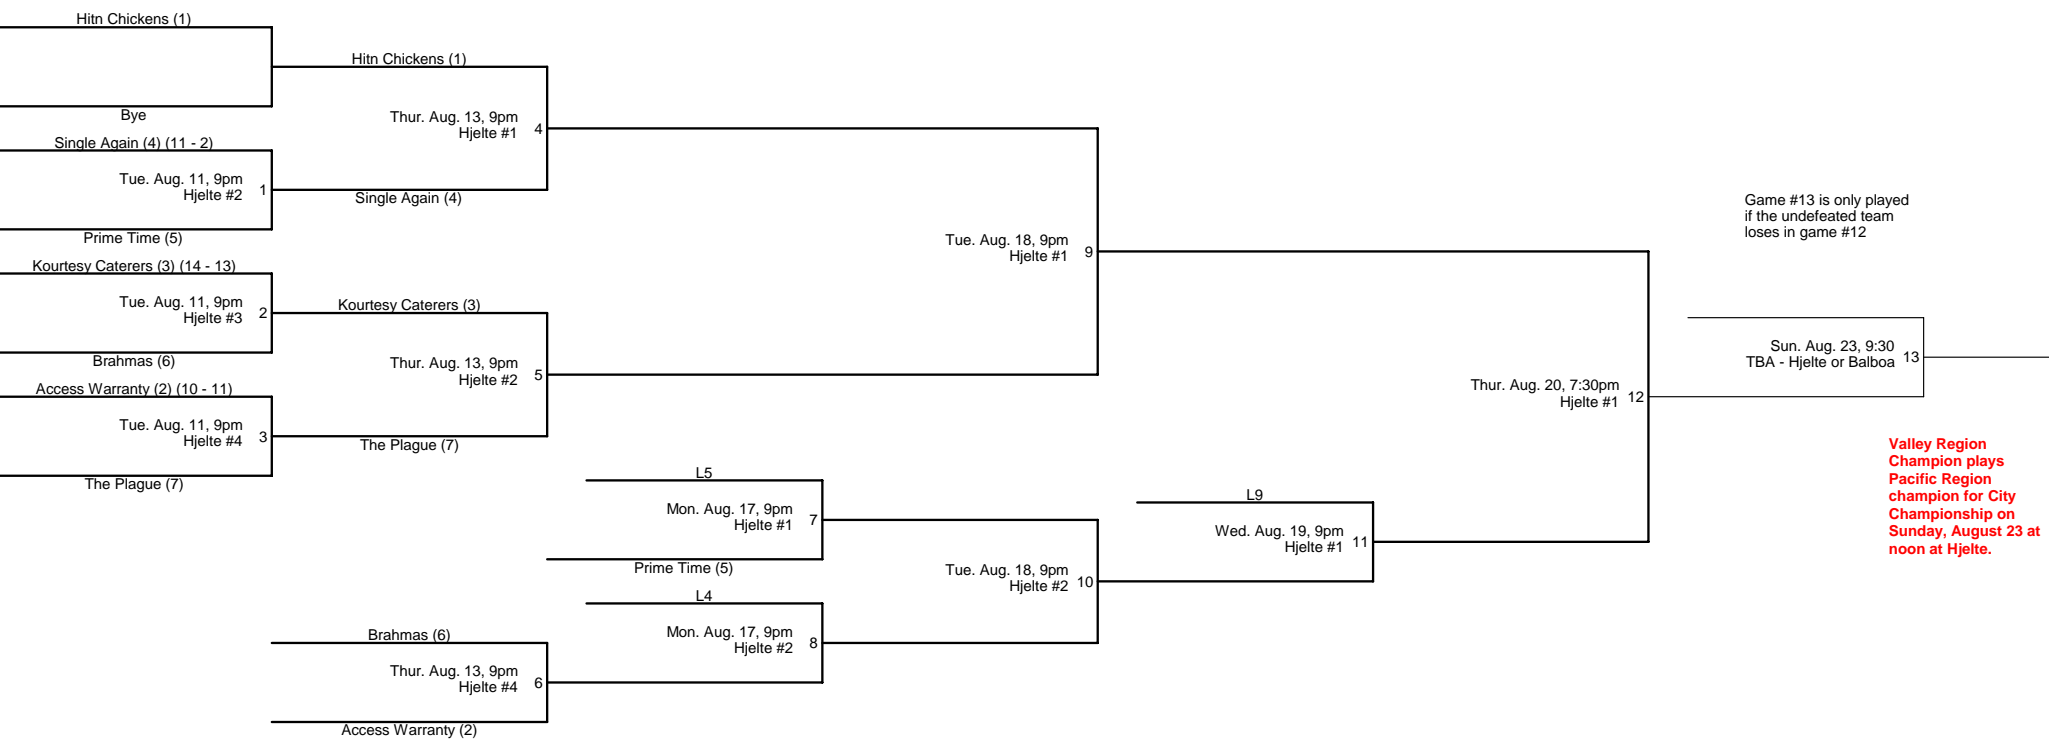 Hitn Chickens (1)
Bye
Single Again (4) (11 - 2)
Tue. Aug. 11, 9pm
Hjelte #2 1
Prime Time (5)
Kourtesy Caterers (3) (14 - 13)
Tue. Aug. 11, 9pm
Hjelte #3 2
Brahmas (6)
Access Warranty (2) (10 - 11)
Tue. Aug. 11, 9pm
Hjelte #4 3
The Plague (7)
Hitn Chickens (1)
Thur. Aug. 13, 9pm
Hjelte #1 4
Single Again (4)
Kourtesy Caterers (3)
Thur. Aug. 13, 9pm
Hjelte #2 5
The Plague (7)
Brahmas (6)
Thur. Aug. 13, 9pm
Hjelte #4 6
Access Warranty (2)
L5
Mon. Aug. 17, 9pm
Hjelte #1 7
Prime Time (5)
L4
Mon. Aug. 17, 9pm
Hjelte #2 8
Tue. Aug. 18, 9pm
Hjelte #1 9
Tue. Aug. 18, 9pm
Hjelte #2 10
L9
Wed. Aug. 19, 9pm
Hjelte #1 11
Thur. Aug. 20, 7:30pm
Hjelte #1 12
Game #13 is only played
if the undefeated team
loses in game #12
Sun. Aug. 23, 9:30
TBA - Hjelte or Balboa 13
Valley Region
Champion plays
Pacific Region
champion for City
Championship on
Sunday, August 23 at
noon at Hjelte.